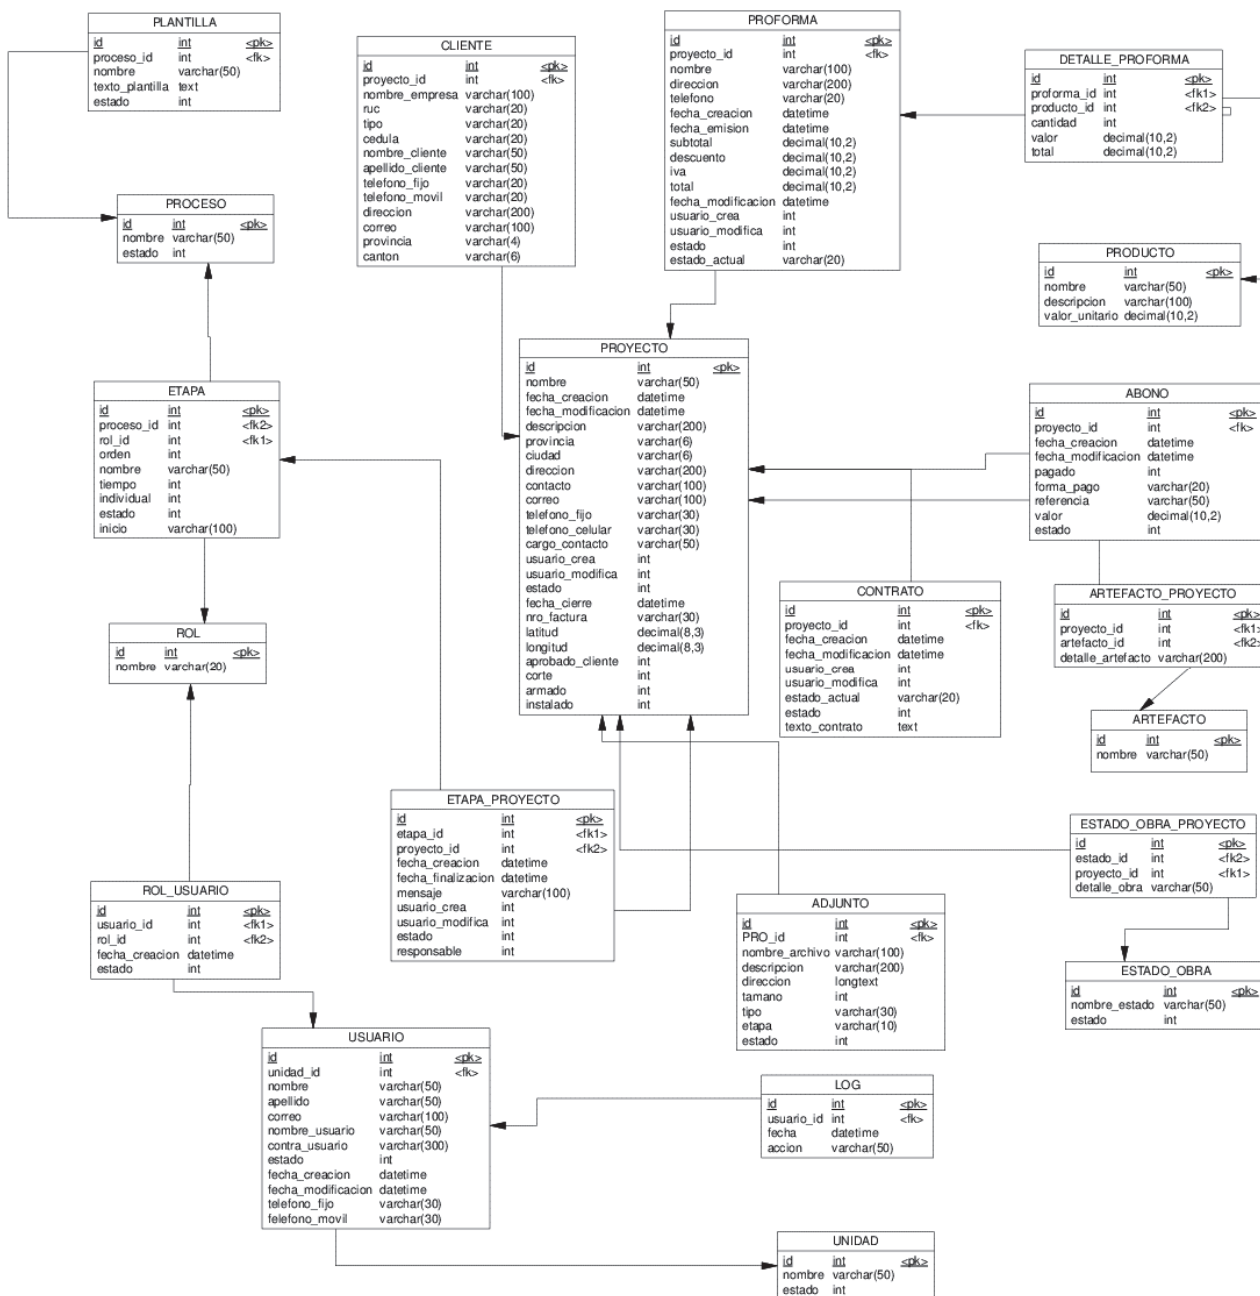 PLANTILLA
id int <pk>
proceso_id int <fk>
nombre varchar(50)
texto_plantilla text
estado int
CLIENTE
id int <pk>
proyecto_id int <fk>
nombre_empresa varchar(100)
ruc varchar(20)
tipo varchar(20)
cedula varchar(20)
nombre_cliente varchar(50)
apellido_cliente varchar(50)
telefono_fijo varchar(20)
telefono_movil varchar(20)
direccion varchar(200)
correo varchar(100)
provincia varchar(4)
canton varchar(6)
PROFORMA
id int <pk>
proyecto_id int <fk>
nombre varchar(100)
direccion varchar(200)
telefono varchar(20)
fecha_creacion datetime
fecha_emision datetime
subtotal decimal(10,2)
descuento decimal(10,2)
iva decimal(10,2)
total decimal(10,2)
fecha_modificacion datetime
usuario_crea int
usuario_modifica int
estado int
estado_actual varchar(20)
DETALLE_PROFORMA
id int <pk>
proforma_id int <fk1>
producto_id int <fk2>
cantidad int
valor decimal(10,2)
total decimal(10,2)
PROCESO
id int <pk>
nombre varchar(50)
estado int
PRODUCTO
id int <pk>
nombre varchar(50)
descripcion varchar(100)
valor_unitario decimal(10,2)
PROYECTO
id int <pk>
nombre varchar(50)
fecha_creacion datetime
fecha_modificacion datetime
descripcion varchar(200)
provincia varchar(6)
ciudad varchar(6)
direccion varchar(200)
contacto varchar(100)
correo varchar(100)
telefono_fijo varchar(30)
telefono_celular varchar(30)
cargo_contacto varchar(50)
usuario_crea int
usuario_modifica int
estado int
fecha_cierre datetime
nro_factura varchar(30)
latitud decimal(8,3)
longitud decimal(8,3)
aprobado_cliente int
corte int
armado int
instalado int
ETAPA
id int <pk>
proceso_id int <fk2>
rol_id int <fk1>
orden int
nombre varchar(50)
tiempo int
individual int
estado int
inicio varchar(100)
ABONO
id int <pk>
proyecto_id int <fk>
fecha_creacion datetime
fecha_modificacion datetime
pagado int
forma_pago varchar(20)
referencia varchar(50)
valor decimal(10,2)
estado int
CONTRATO
id int <pk>
proyecto_id int <fk>
fecha_creacion datetime
fecha_modificacion datetime
usuario_crea int
usuario_modifica int
estado_actual varchar(20)
estado int
texto_contrato text
ARTEFACTO_PROYECTO
id int <pk>
proyecto_id int <fk1>
artefacto_id int <fk2>
detalle_artefacto varchar(200)
ROL
id int <pk>
nombre varchar(20)
ARTEFACTO
id int <pk>
nombre varchar(50)
ETAPA_PROYECTO
id int <pk>
etapa_id int <fk1>
proyecto_id int <fk2>
fecha_creacion datetime
fecha_finalizacion datetime
mensaje varchar(100)
usuario_crea int
usuario_modifica int
estado int
responsable int
ESTADO_OBRA_PROYECTO
id int <pk>
estado_id int <fk2>
proyecto_id int <fk1>
detalle_obra varchar(50)
ROL_USUARIO
id int <pk>
usuario_id int <fk1>
rol_id int <fk2>
fecha_creacion datetime
estado int
ADJUNTO
id int <pk>
PRO_id int <fk>
nombre_archivo varchar(100)
descripcion varchar(200)
direccion longtext
tamano int
tipo varchar(30)
etapa varchar(10)
estado int
ESTADO_OBRA
id int <pk>
nombre_estado varchar(50)
estado int
USUARIO
id int <pk>
unidad_id int <fk>
nombre varchar(50)
apellido varchar(50)
correo varchar(100)
nombre_usuario varchar(50)
contra_usuario varchar(300)
estado int
fecha_creacion datetime
fecha_modificacion datetime
telefono_fijo varchar(30)
felefono_movil varchar(30)
LOG
id int <pk>
usuario_id int <fk>
fecha datetime
accion varchar(50)
UNIDAD
id int <pk>
nombre varchar(50)
estado int